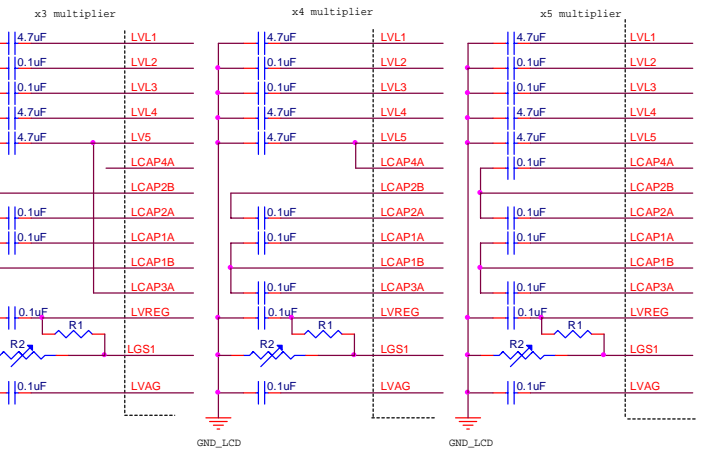 x3 multiplier
4.7uF LVL1
0.1uF LVL2
0.1uF LVL3
4.7uF LVL4
4.7uF LV5
LCAP4A
LCAP2B
0.1uF LCAP2A
0.1uF LCAP1A
LCAP1B
LCAP3A
0.1uF LVREG
R1
R2 LGS1
0.1uF LVAG
x4 multiplier
4.7uF LVL1
0.1uF LVL2
0.1uF LVL3
4.7uF LVL4
4.7uF LVL5
LCAP4A
LCAP2B
0.1uF LCAP2A
0.1uF LCAP1A
LCAP1B
0.1uF LCAP3A
0.1uF LVREG
R1
R2 LGS1
0.1uF LVAG
GND_LCD
x5 multiplier
4.7uF LVL1
0.1uF LVL2
0.1uF LVL3
4.7uF LVL4
4.7uF LVL5
0.1uF LCAP4A
LCAP2B
0.1uF LCAP2A
0.1uF LCAP1A
LCAP1B
0.1uF LCAP3A
0.1uF LVREG
R1
R2 LGS1
0.1uF LVAG
GND_LCD